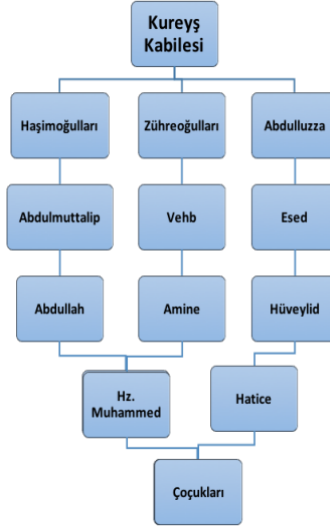 Kureyş
Kabilesi
Haşimoğulları
Zühreoğulları
Abdulluzza
Abdulmuttalip
Vehb
Esed
Abdullah
Amine
Hüveylid
Hz.
Muhammed
Hatice
Çoçukları